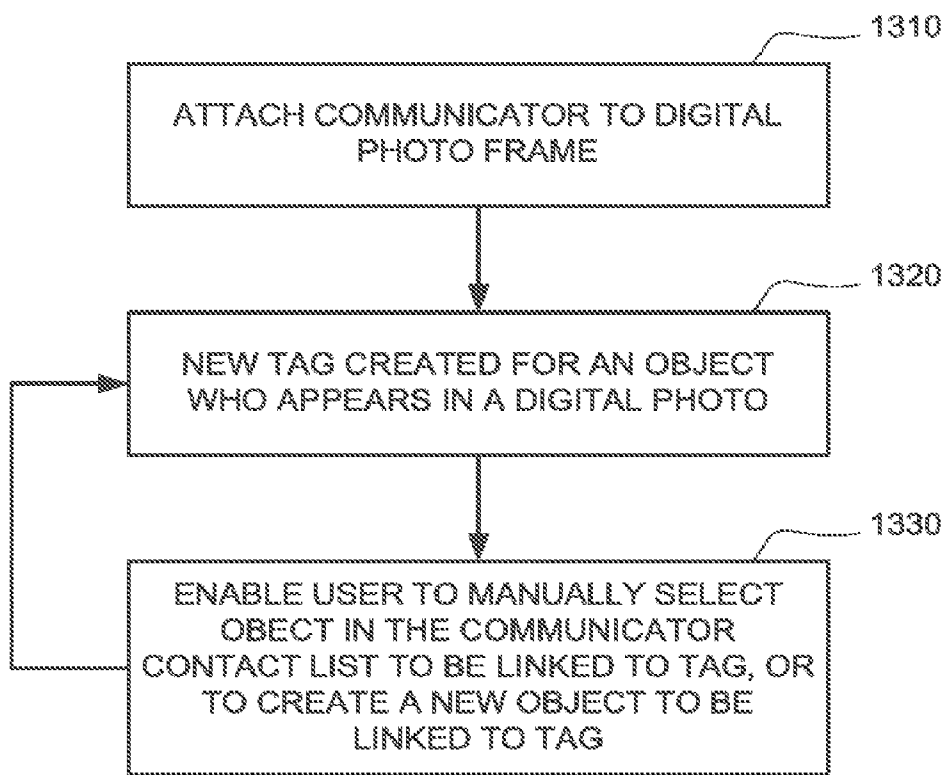 1310
ATTACH COMMUNICATOR TO DIGITAL
PHOTO FRAME
1320
NEW TAG CREATED FOR AN OBJECT
WHO APPEARS IN A DIGITAL PHOTO
1330
ENABLE USER TO MANUALLY SELECT
OBECT IN THE COMMUNICATOR
CONTACT LIST TO BE LINKED TO TAG, OR
TO CREATE A NEW OBJECT TO BE
LINKED TO TAG